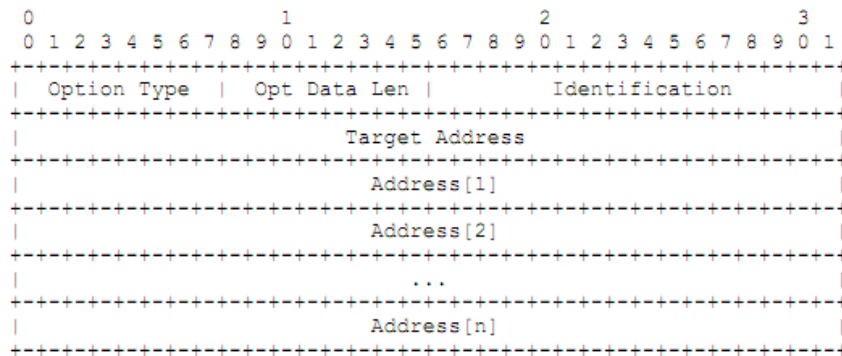 0                   1                   2                   3
0 1 2 3 4 5 6 7 8 9 0 1 2 3 4 5 6 7 8 9 0 1 2 3 4 5 6 7 8 9 0 1
+-+-+-+-+-+-+-+-+-+-+-+-+-+-+-+-+-+-+-+-+-+-+-+-+-+-+-+-+-+-+-+-+
| Option Type | Opt Data Len | Identification |
+-+-+-+-+-+-+-+-+-+-+-+-+-+-+-+-+-+-+-+-+-+-+-+-+-+-+-+-+-+-+-+-+
| Target Address |
+-+-+-+-+-+-+-+-+-+-+-+-+-+-+-+-+-+-+-+-+-+-+-+-+-+-+-+-+-+-+-+-+
| Address[1] |
+-+-+-+-+-+-+-+-+-+-+-+-+-+-+-+-+-+-+-+-+-+-+-+-+-+-+-+-+-+-+-+-+
| Address[2] |
+-+-+-+-+-+-+-+-+-+-+-+-+-+-+-+-+-+-+-+-+-+-+-+-+-+-+-+-+-+-+-+-+
| ... |
+-+-+-+-+-+-+-+-+-+-+-+-+-+-+-+-+-+-+-+-+-+-+-+-+-+-+-+-+-+-+-+-+
| Address[n] |
+-+-+-+-+-+-+-+-+-+-+-+-+-+-+-+-+-+-+-+-+-+-+-+-+-+-+-+-+-+-+-+-+